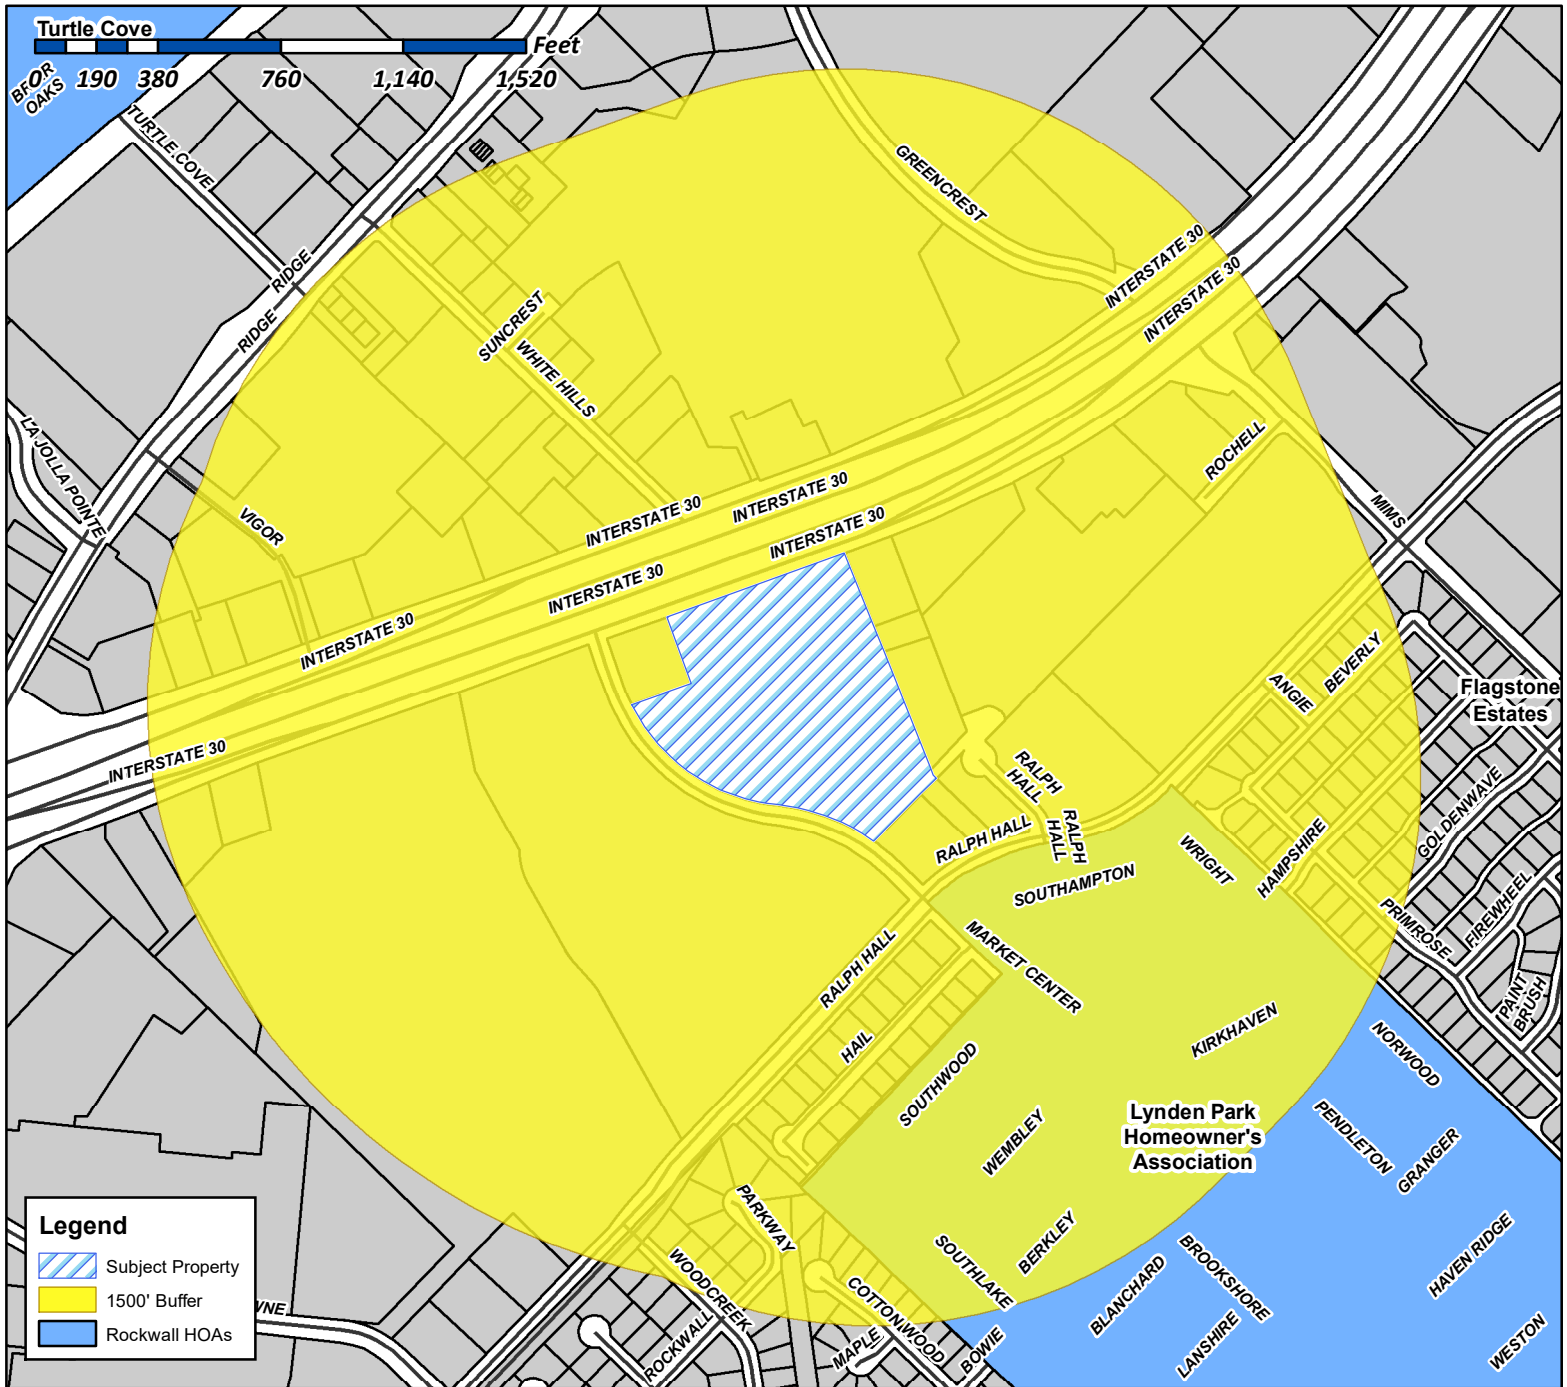 Turtle Cove
Feet
0 190 380 760 1,140 1,520
OAKS
TURTLE COVE
GREENCREST
RIDGE
RIDGE
INTERSTATE 30
INTERSTATE 30
SUNCREST
WHITE HILLS
LA JOLLA POINTE
VIGOR
ROCHELL
MIMS
INTERSTATE 30
INTERSTATE 30
INTERSTATE 30
INTERSTATE 30
INTERSTATE 30
INTERSTATE 30
ANGIE
BEVERLY
Flagstone
Estates
RALPH
HALL
RALPH
HALL
RALPH HALL
SOUTHAMPTON
WRIGHT
HAMPSHIRE
GOLDENWAVE
FIREWHEEL
PRIMROSE
PAINT
BRUSH
RALPH HALL
MARKET CENTER
HAIL
KIRKHAVEN
NORWOOD
SOUTHWOOD
WEMBLEY
Lynden Park
Homeowner's
Association
PENDLETON
GRANGER
PARKWAY
WOODCREEK
SOUTHLAKE
BERKLEY
BLANCHARD
BROOKSHORE
HAVEN RIDGE
COTTONWOOD
ROCKWALL
MAPLE
BOWIE
LANSHIRE
WESTON
Legend
Subject Property
1500' Buffer
Rockwall HOAs